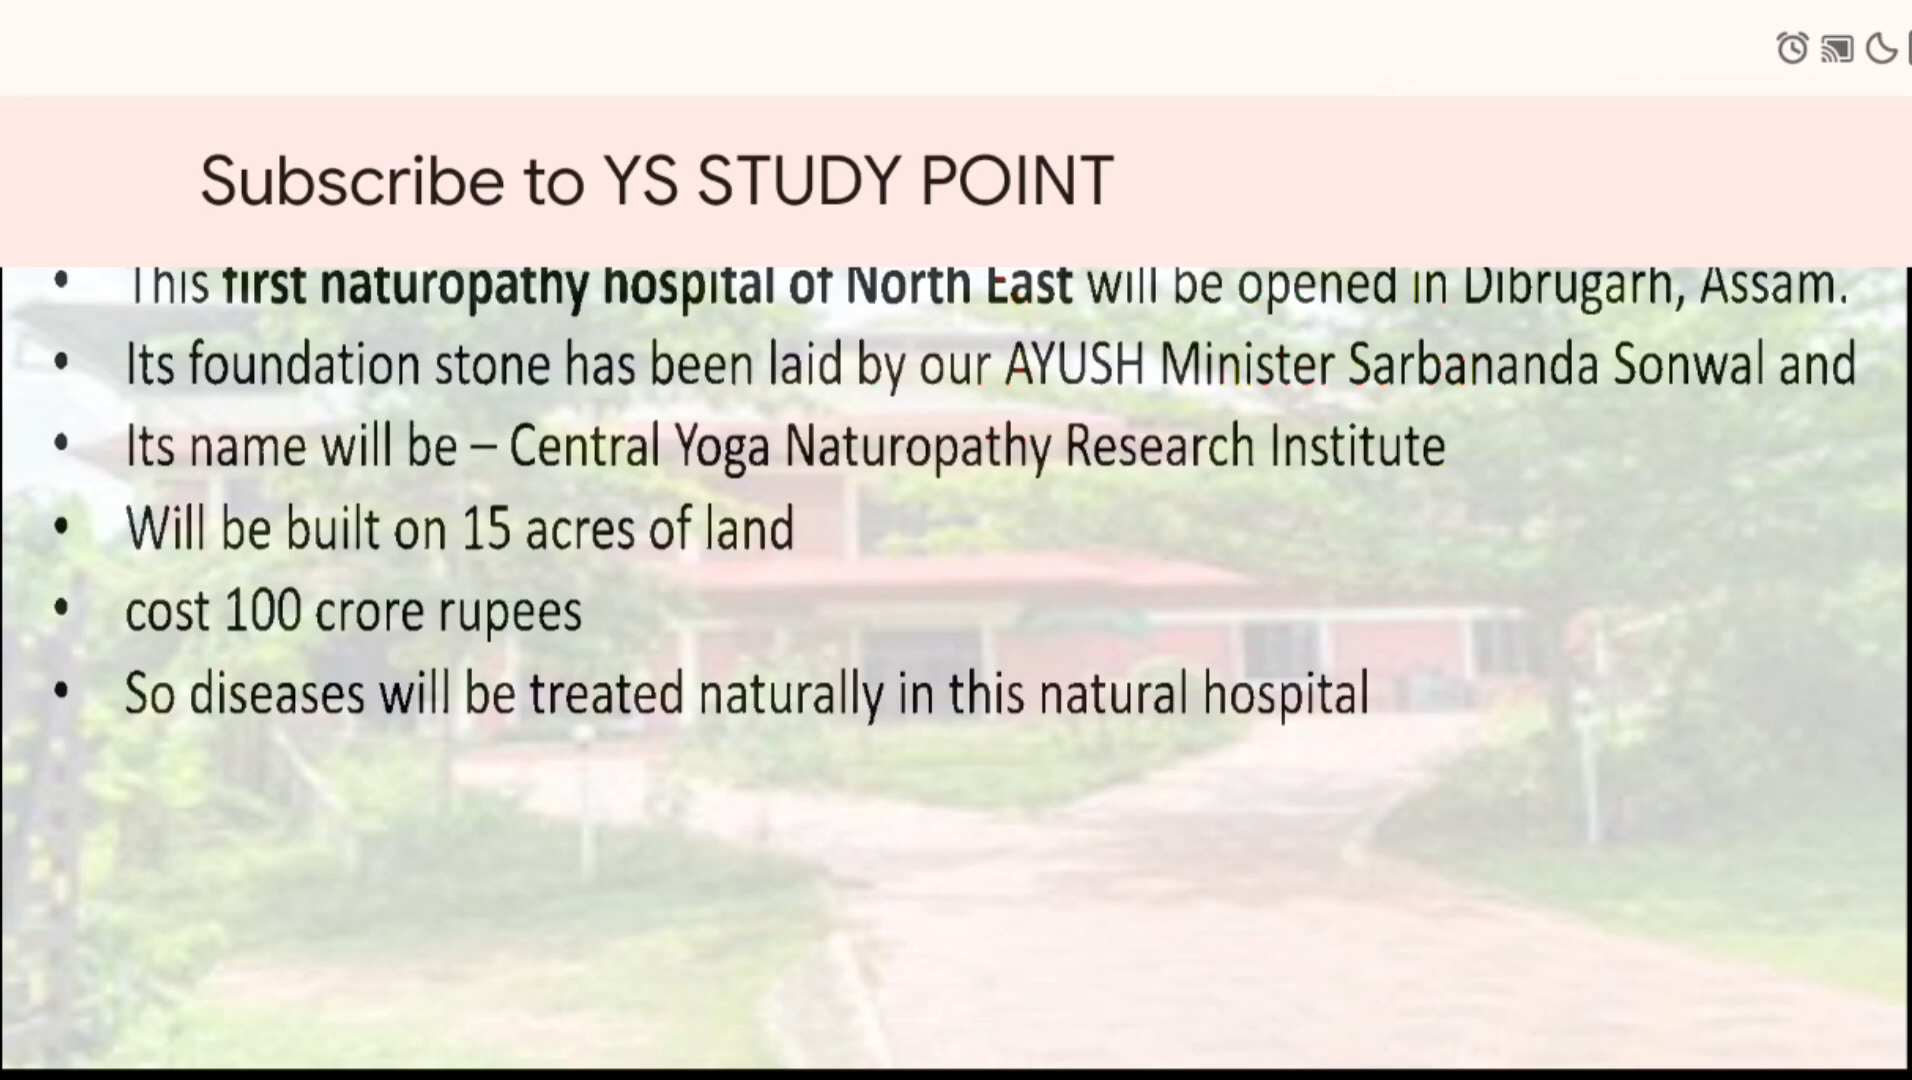 Subscribe to YS STUDY POINT
• This first naturopathy hospital of North East will be opened in Dibrugarh, Assam.
• Its foundation stone has been laid by our AYUSH Minister Sarbananda Sonwal and
• Its name will be – Central Yoga Naturopathy Research Institute
• Will be built on 15 acres of land
• cost 100 crore rupees
• So diseases will be treated naturally in this natural hospital